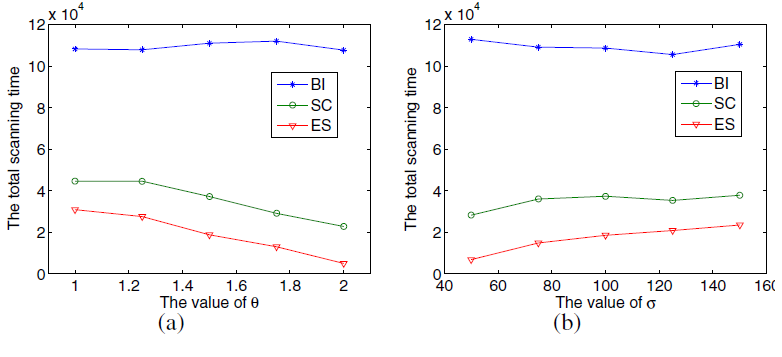 x 10^4
12
10
8
6
4
2
0
The total scanning time
BI
SC
ES
1 1.2 1.4 1.6 1.8 2
The value of θ
(a)
x 10^4
12
10
8
6
4
2
0
The total scanning time
BI
SC
ES
40 60 80 100 120 140 160
The value of σ
(b)